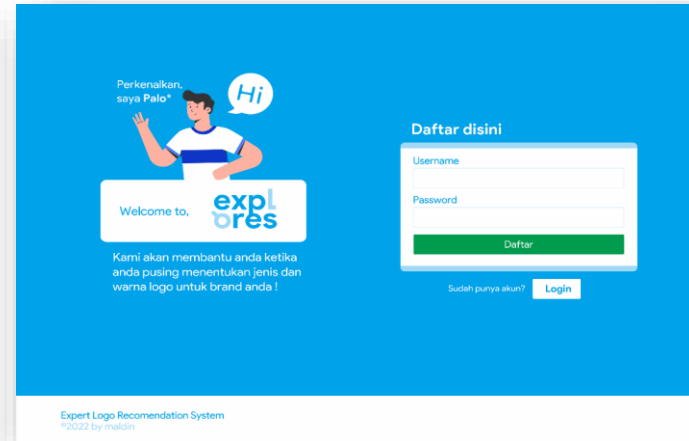 Perkenalkan,
saya Palo*
Hi
Welcome to,
expl
ores
Kami akan membantu anda ketika
anda pusing menentukan jenis dan
warna logo untuk brand anda !
Daftar disini
Username
Password
Daftar
Sudah punya akun?
Login
Expert Logo Recomendation System
©2022 by maldin